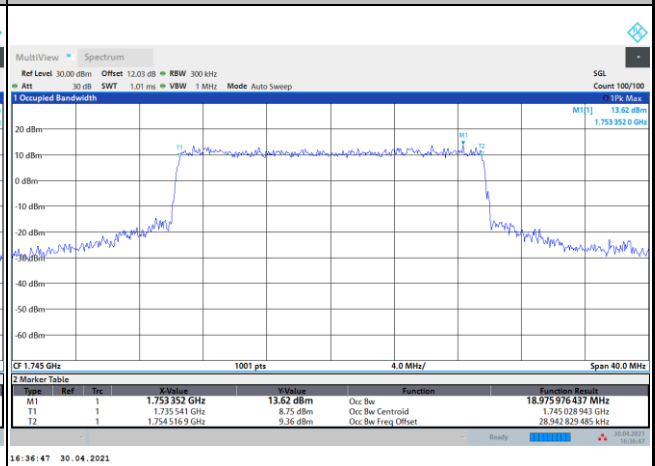 MultiView Spectrum
Ref Level 30.00 dBm Offset 12.03 dB RBW 300 kHz SGL
Att 30 dB SWT 1.01 ms VBW 1 MHz Mode Auto Sweep Count 100/100
1 Occupied Bandwidth 1Pk Max
M1[1] 13.62 dBm
1.753 352 0 GHz
20 dBm
M1
T1 T2
10 dBm
0 dBm
-10 dBm
-20 dBm
-30 dBm
-40 dBm
-50 dBm
-60 dBm
CF 1.745 GHz 1001 pts 4.0 MHz/ Span 40.0 MHz
2 Marker Table
Type Ref Trc X-Value Y-Value Function Function Result
M1 1 1.753 352 GHz 13.62 dBm Occ Bw 18.975 976 437 MHz
T1 1 1.735 541 GHz 8.75 dBm Occ Bw Centroid 1.745 028 943 GHz
T2 1 1.754 516 9 GHz 9.36 dBm Occ Bw Freq Offset 28.942 829 485 kHz
Ready 30.04.2021
16:36:47
16:36:47 30.04.2021